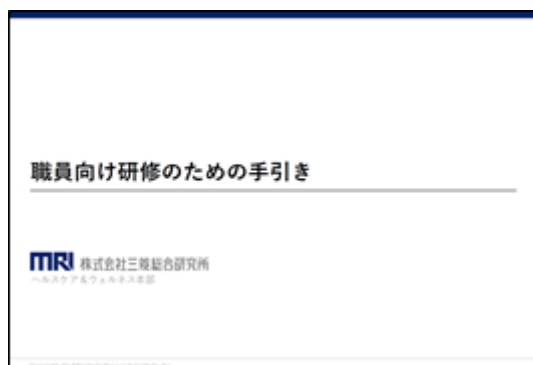 職員向け研修のための手引き
MRI 株式会社三菱総合研究所
ヘルスケア&ウェルネス本部